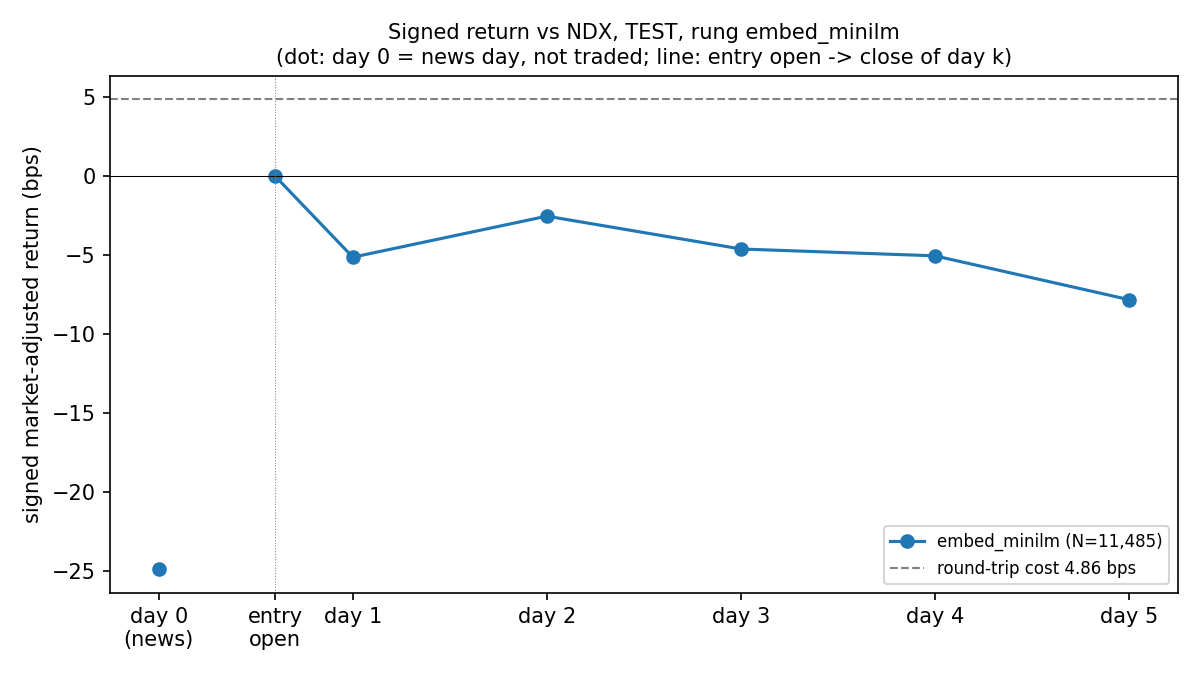 Signed return vs NDX, TEST, rung embed_minilm
(dot: day 0 = news day, not traded; line: entry open -> close of day k)
signed market-adjusted return (bps)
5
0
−5
−10
−15
−20
−25
embed_minilm (N=11,485)
round-trip cost 4.86 bps
day 0
(news)
entry
open
day 1
day 2
day 3
day 4
day 5